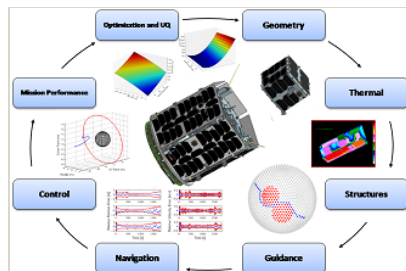 Optimization and UQ
Geometry
Mission Performance
Thermal
Control
Structures
Navigation
Guidance